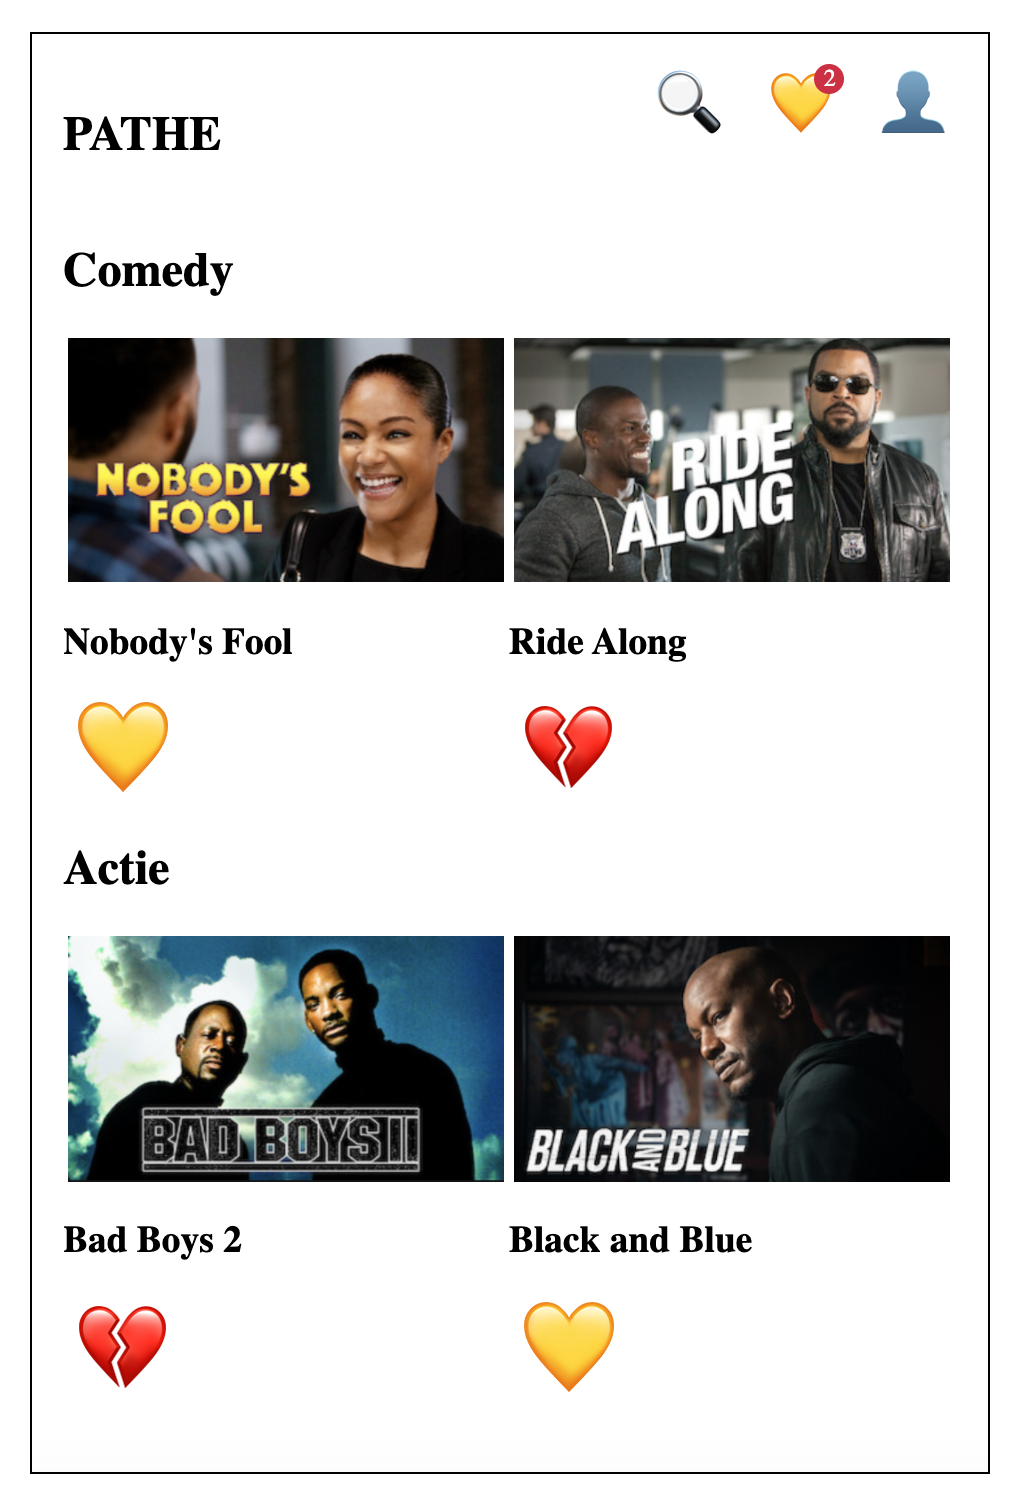 PATHE
2
Comedy
NOBODY'S
FOOL
RIDE
ALONG
Nobody's Fool
Ride Along
Actie
BAD BOYS II
BLACK AND BLUE
Bad Boys 2
Black and Blue